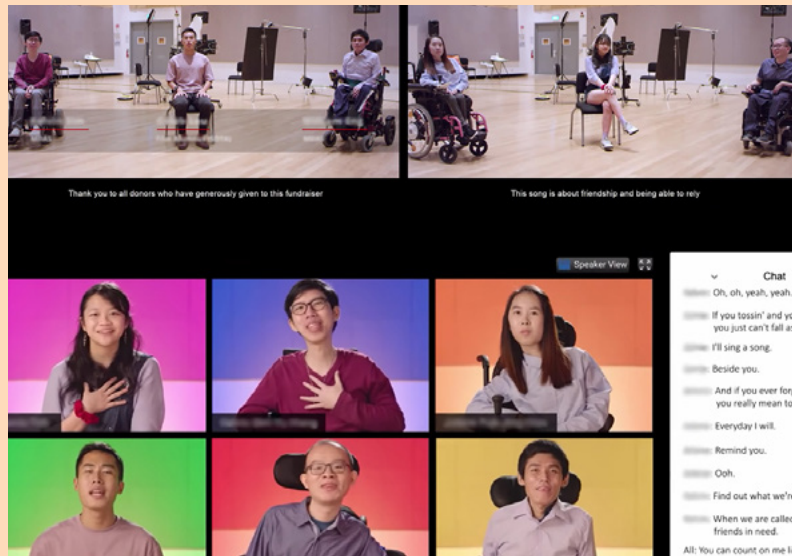 Thank you to all donors who have generously given to this fundraiser
This song is about friendship and being able to rely
Speaker View
Chat
Oh, oh, yeah, yeah.
If you tossin' and yo
you just can't fall as
I'll sing a song.
Beside you.
And if you ever forg
you really mean to
Everyday I will.
Remind you.
Ooh.
Find out what we're
When we are called
friends in need.
All: You can count on me li